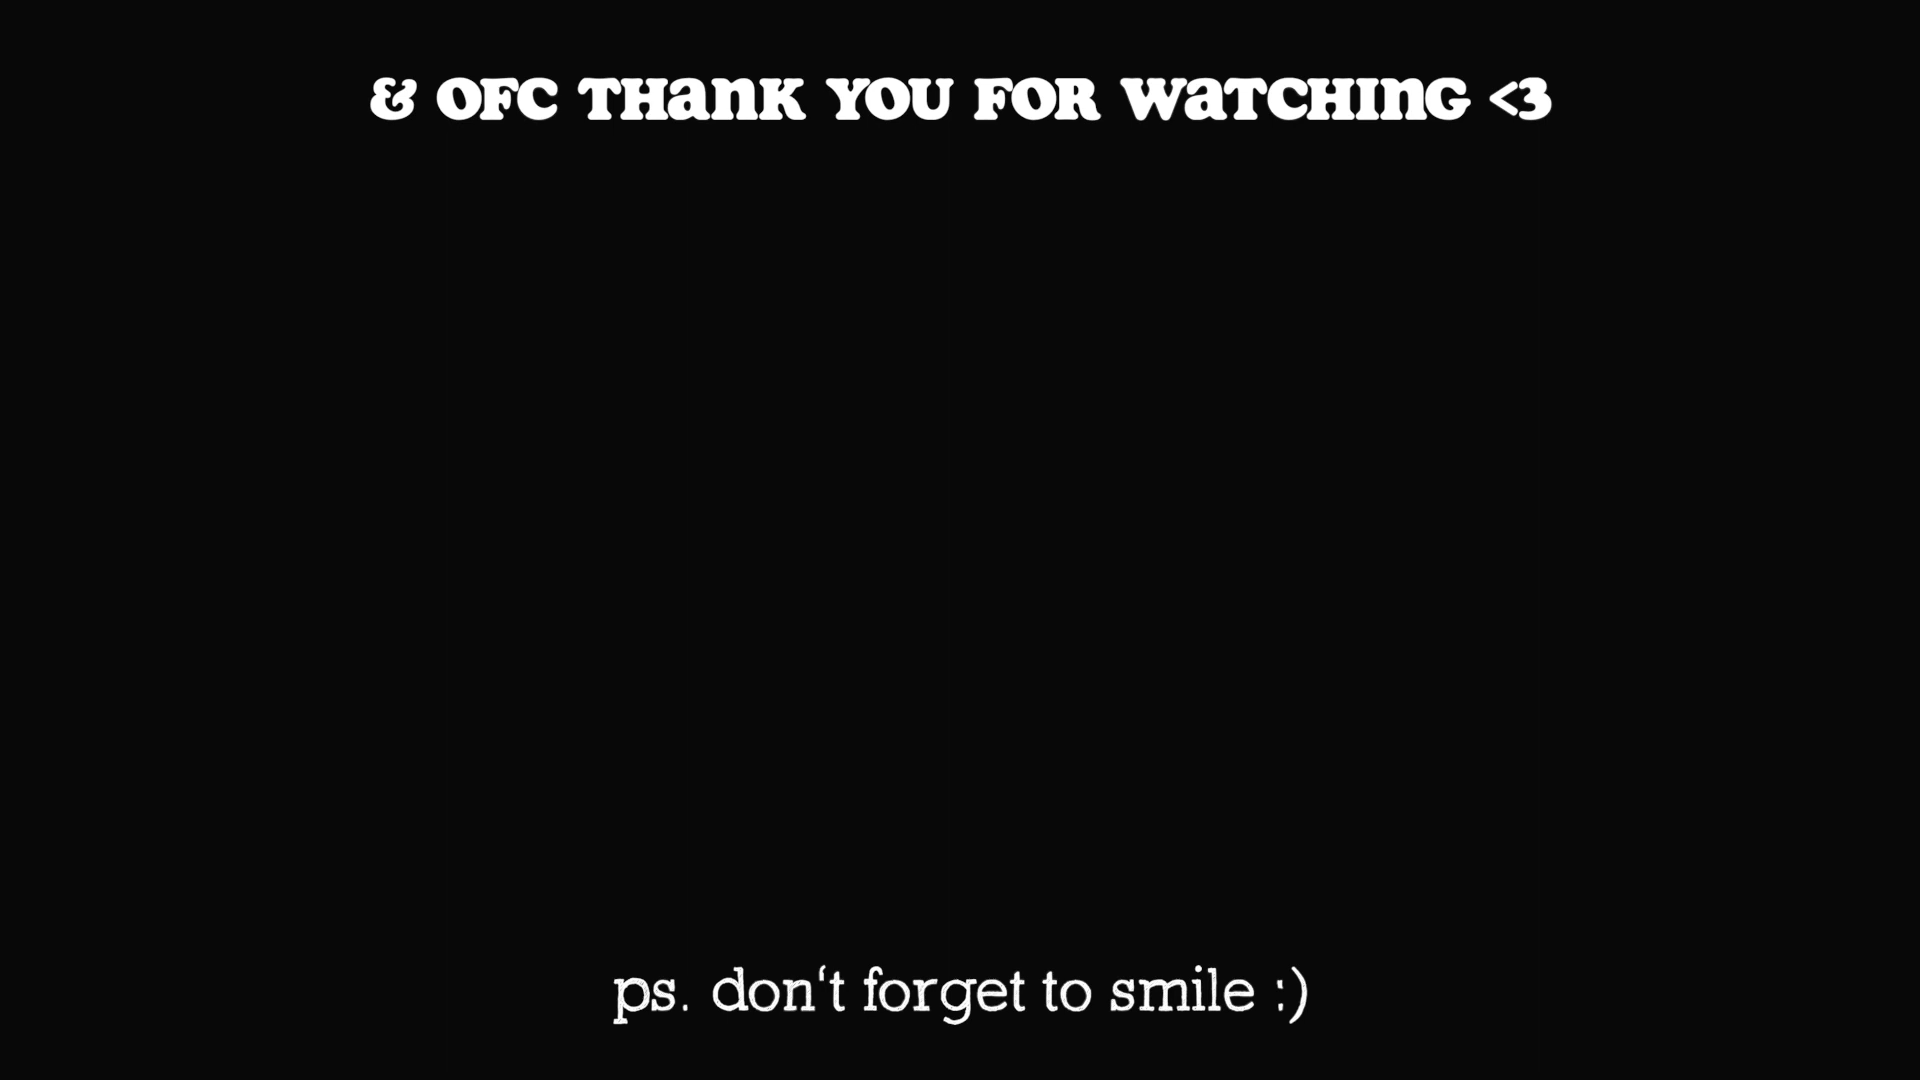 & OFC THANK YOU FOR WATCHING <3
ps. don't forget to smile :)